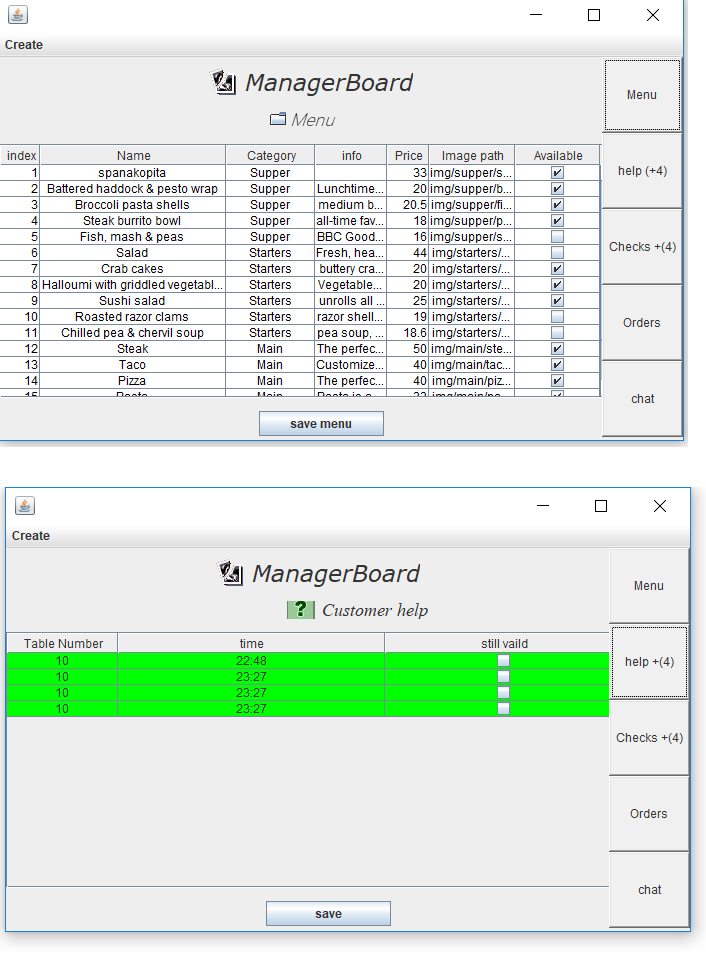 Create
ManagerBoard
Menu
index Name Category info Price Image path Available
1 spanakopita Supper 33 img/supper/s...
2 Battered haddock & pesto wrap Supper Lunchtime... 20 img/supper/b...
3 Broccoli pasta shells Supper medium b... 20.5 img/supper/fi...
4 Steak burrito bowl Supper all-time fav... 18 img/supper/p...
5 Fish, mash & peas Supper BBC Good... 16 img/supper/s...
6 Salad Starters Fresh, hea... 44 img/starters/...
7 Crab cakes Starters buttery cra... 20 img/starters/...
8 Halloumi with griddled vegetabl... Starters Vegetable... 20 img/starters/...
9 Sushi salad Starters unrolls all ... 25 img/starters/...
10 Roasted razor clams Starters razor shell... 19 img/starters/...
11 Chilled pea & chervil soup Starters pea soup, ... 18.6 img/starters/...
12 Steak Main The perfec... 50 img/main/ste...
13 Taco Main Customize... 40 img/main/tac...
14 Pizza Main The perfec... 40 img/main/piz...
save menu
Menu
help (+4)
Checks +(4)
Orders
chat
Create
ManagerBoard
? Customer help
Table Number time still vaild
10 22:48
10 23:27
10 23:27
10 23:27
save
Menu
help +(4)
Checks +(4)
Orders
chat